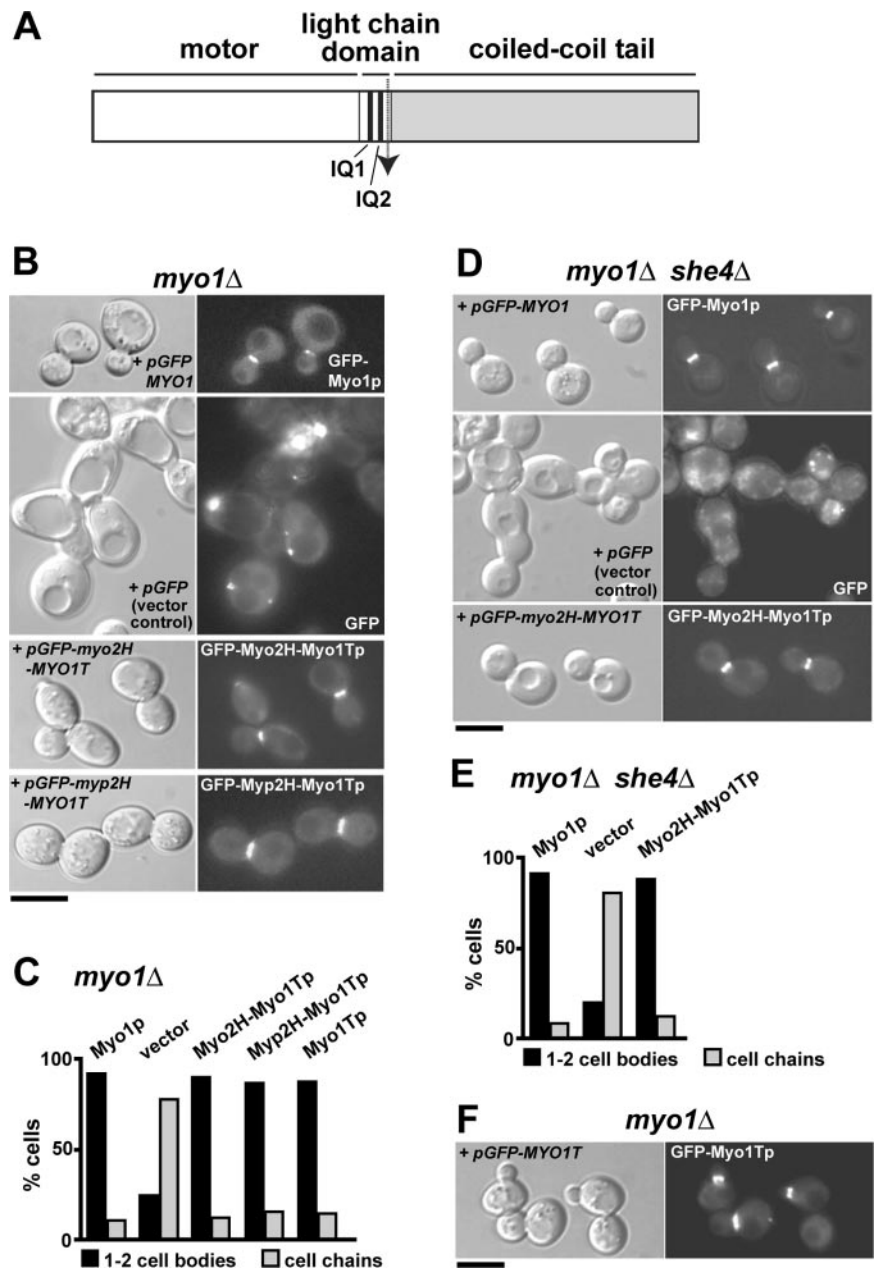 A
motor
light chain
domain
coiled-coil tail
IQ1
IQ2
B
myo1Δ
+ pGFP
MYO1
GFP-
Myo1p
+ pGFP
(vector
control)
GFP
+ pGFP-myo2H
-MYO1T
GFP-Myo2H-Myo1Tp
+ pGFP-myp2H
-MYO1T
GFP-Myp2H-Myo1Tp
C
myo1Δ
Myo1p
vector
Myo2H-Myo1Tp
Myp2H-Myo1Tp
Myo1Tp
100
50
0
% cells
1-2 cell bodies
cell chains
D
myo1Δ she4Δ
+ pGFP-MYO1
GFP-Myo1p
+ pGFP
(vector
control)
GFP
+ pGFP-myo2H-MYO1T
GFP-Myo2H-Myo1Tp
E
myo1Δ she4Δ
Myo1p
vector
Myo2H-Myo1Tp
100
50
0
% cells
1-2 cell bodies
cell chains
F
myo1Δ
+ pGFP-MYO1T
GFP-Myo1Tp